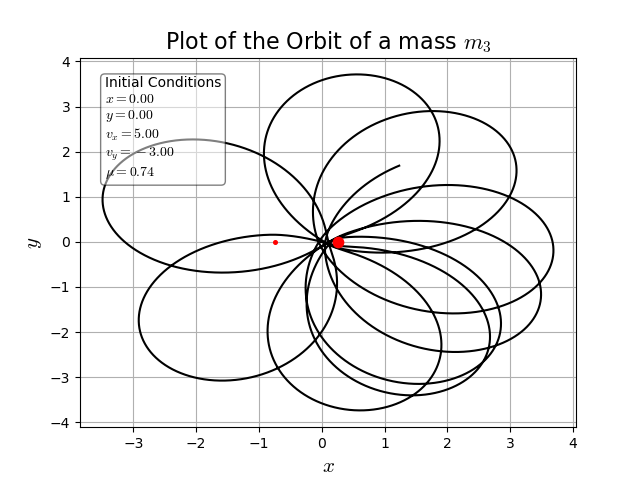 Plot of the Orbit of a mass m₃
Initial Conditions
x = 0.00
y = 0.00
vₓ = 5.00
v_y = −3.00
μ = 0.74
4
3
2
1
0
−1
−2
−3
−4
y
−3
−2
−1
0
1
2
3
4
x